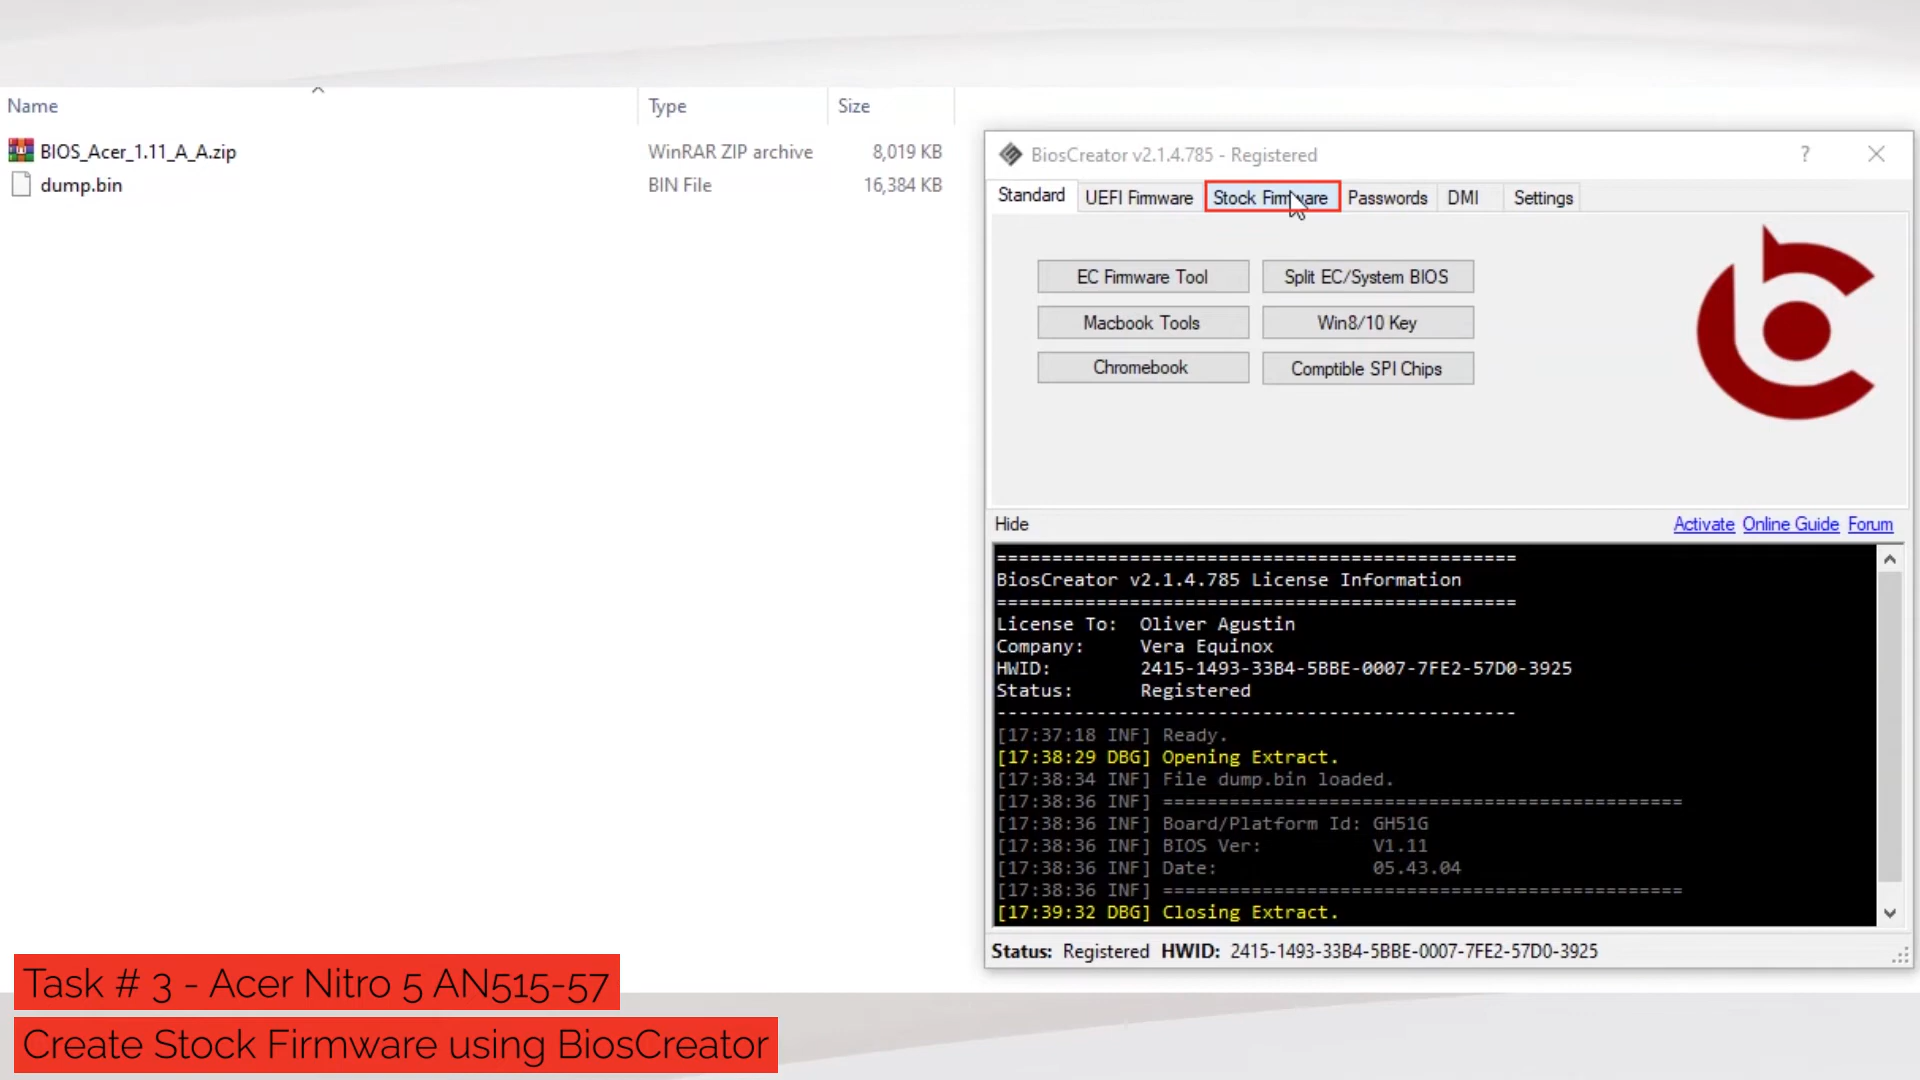 Name Type Size
BIOS_Acer_1.11_A_A.zip WinRAR ZIP archive 8,019 KB
dump.bin BIN File 16,384 KB
BiosCreator v2.1.4.785 - Registered ?
Standard UEFI Firmware Stock Firmware Passwords DMI Settings
EC Firmware Tool Split EC/System BIOS
Macbook Tools Win8/10 Key
Chromebook Comptible SPI Chips
Hide Activate Online Guide Forum
===============================================
BiosCreator v2.1.4.785 License Information
===============================================
License To: Oliver Agustin
Company: Vera Equinox
HWID: 2415-1493-33B4-5BBE-0007-7FE2-57D0-3925
Status: Registered
-----------------------------------------------
[17:37:18 INF] Ready.
[17:38:29 DBG] Opening Extract.
[17:38:34 INF] File dump.bin loaded.
[17:38:36 INF] ===============================================
[17:38:36 INF] Board/Platform Id: GH51G
[17:38:36 INF] BIOS Ver: V1.11
[17:38:36 INF] Date: 05.43.04
[17:38:36 INF] ===============================================
[17:39:32 DBG] Closing Extract.
Status: Registered HWID: 2415-1493-33B4-5BBE-0007-7FE2-57D0-3925
Task # 3 - Acer Nitro 5 AN515-57
Create Stock Firmware using BiosCreator